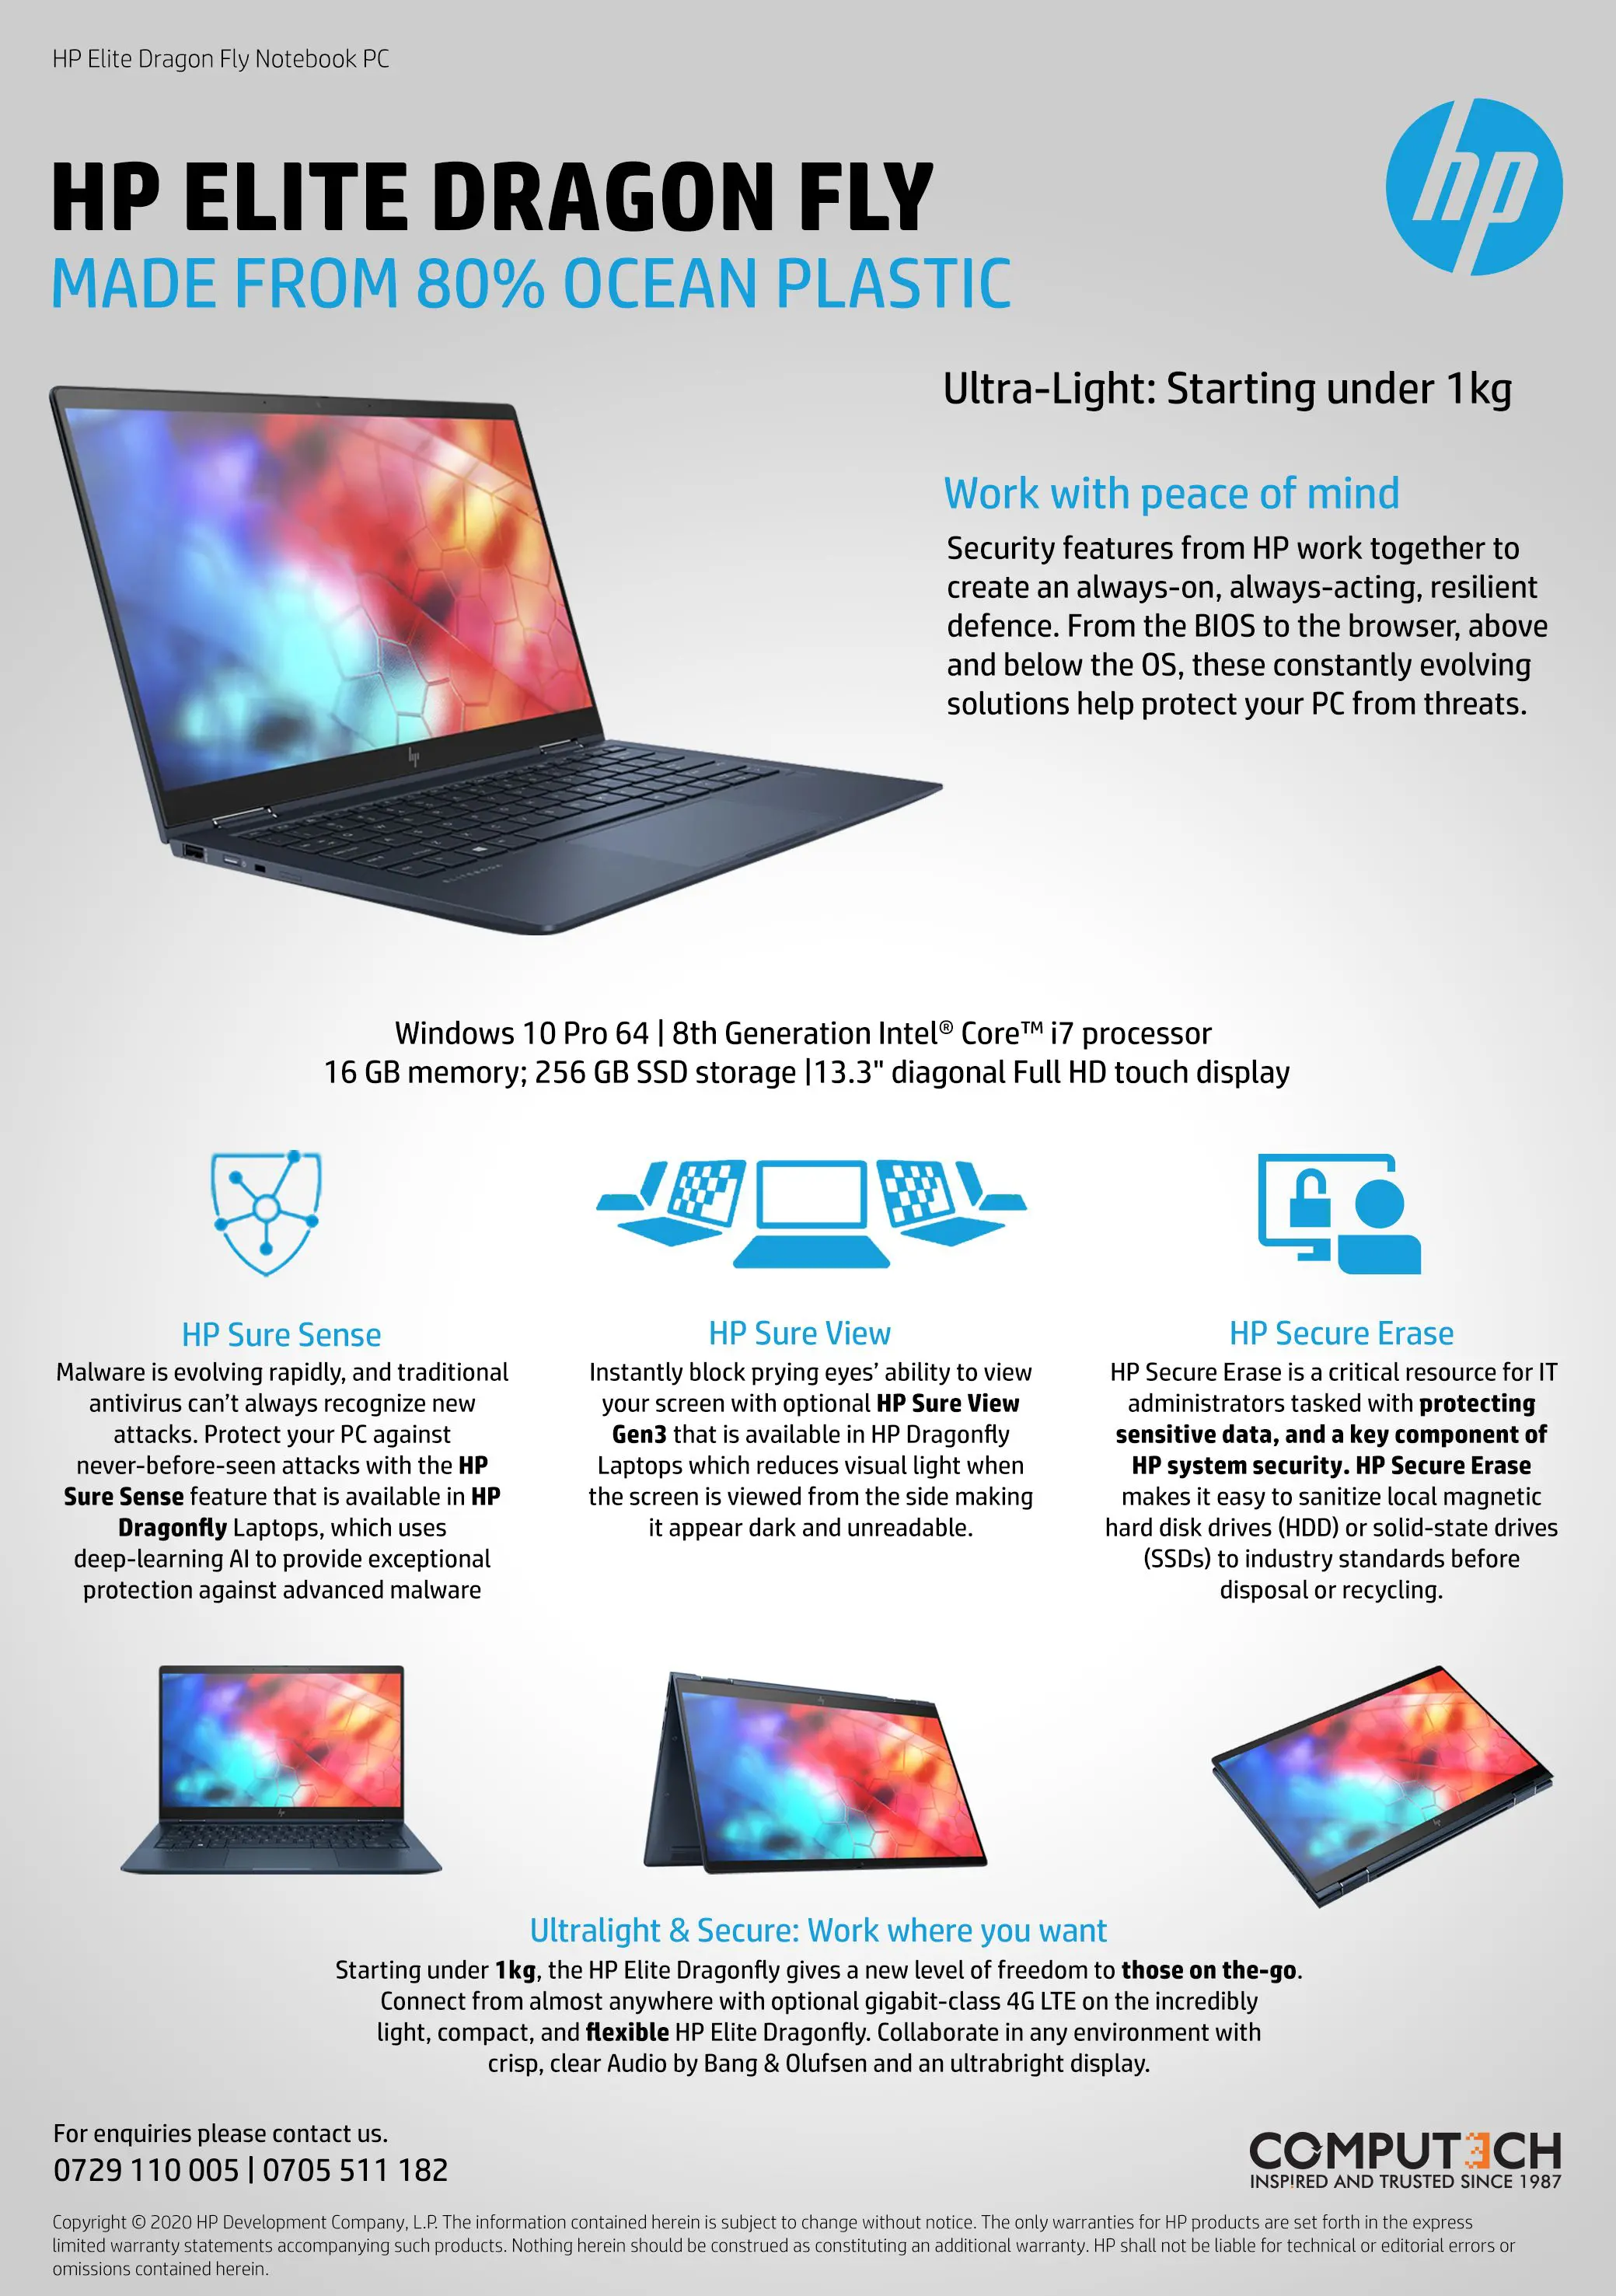 HP Elite Dragon Fly Notebook PC
hp
HP ELITE DRAGON FLY
MADE FROM 80% OCEAN PLASTIC
Ultra-Light: Starting under 1kg
Work with peace of mind
Security features from HP work together to
create an always-on, always-acting, resilient
defence. From the BIOS to the browser, above
and below the OS, these constantly evolving
solutions help protect your PC from threats.
Windows 10 Pro 64 | 8th Generation Intel® Core™ i7 processor
16 GB memory; 256 GB SSD storage |13.3" diagonal Full HD touch display
HP Sure Sense
Malware is evolving rapidly, and traditional
antivirus can’t always recognize new
attacks. Protect your PC against
never-before-seen attacks with the HP
Sure Sense feature that is available in HP
Dragonfly Laptops, which uses
deep-learning AI to provide exceptional
protection against advanced malware
HP Sure View
Instantly block prying eyes’ ability to view
your screen with optional HP Sure View
Gen3 that is available in HP Dragonfly
Laptops which reduces visual light when
the screen is viewed from the side making
it appear dark and unreadable.
HP Secure Erase
HP Secure Erase is a critical resource for IT
administrators tasked with protecting
sensitive data, and a key component of
HP system security. HP Secure Erase
makes it easy to sanitize local magnetic
hard disk drives (HDD) or solid-state drives
(SSDs) to industry standards before
disposal or recycling.
Ultralight & Secure: Work where you want
Starting under 1kg, the HP Elite Dragonfly gives a new level of freedom to those on the-go.
Connect from almost anywhere with optional gigabit-class 4G LTE on the incredibly
light, compact, and flexible HP Elite Dragonfly. Collaborate in any environment with
crisp, clear Audio by Bang & Olufsen and an ultrabright display.
For enquiries please contact us.
0729 110 005 | 0705 511 182
COMPUTECH
INSPIRED AND TRUSTED SINCE 1987
Copyright © 2020 HP Development Company, L.P. The information contained herein is subject to change without notice. The only warranties for HP products are set forth in the express
limited warranty statements accompanying such products. Nothing herein should be construed as constituting an additional warranty. HP shall not be liable for technical or editorial errors or
omissions contained herein.